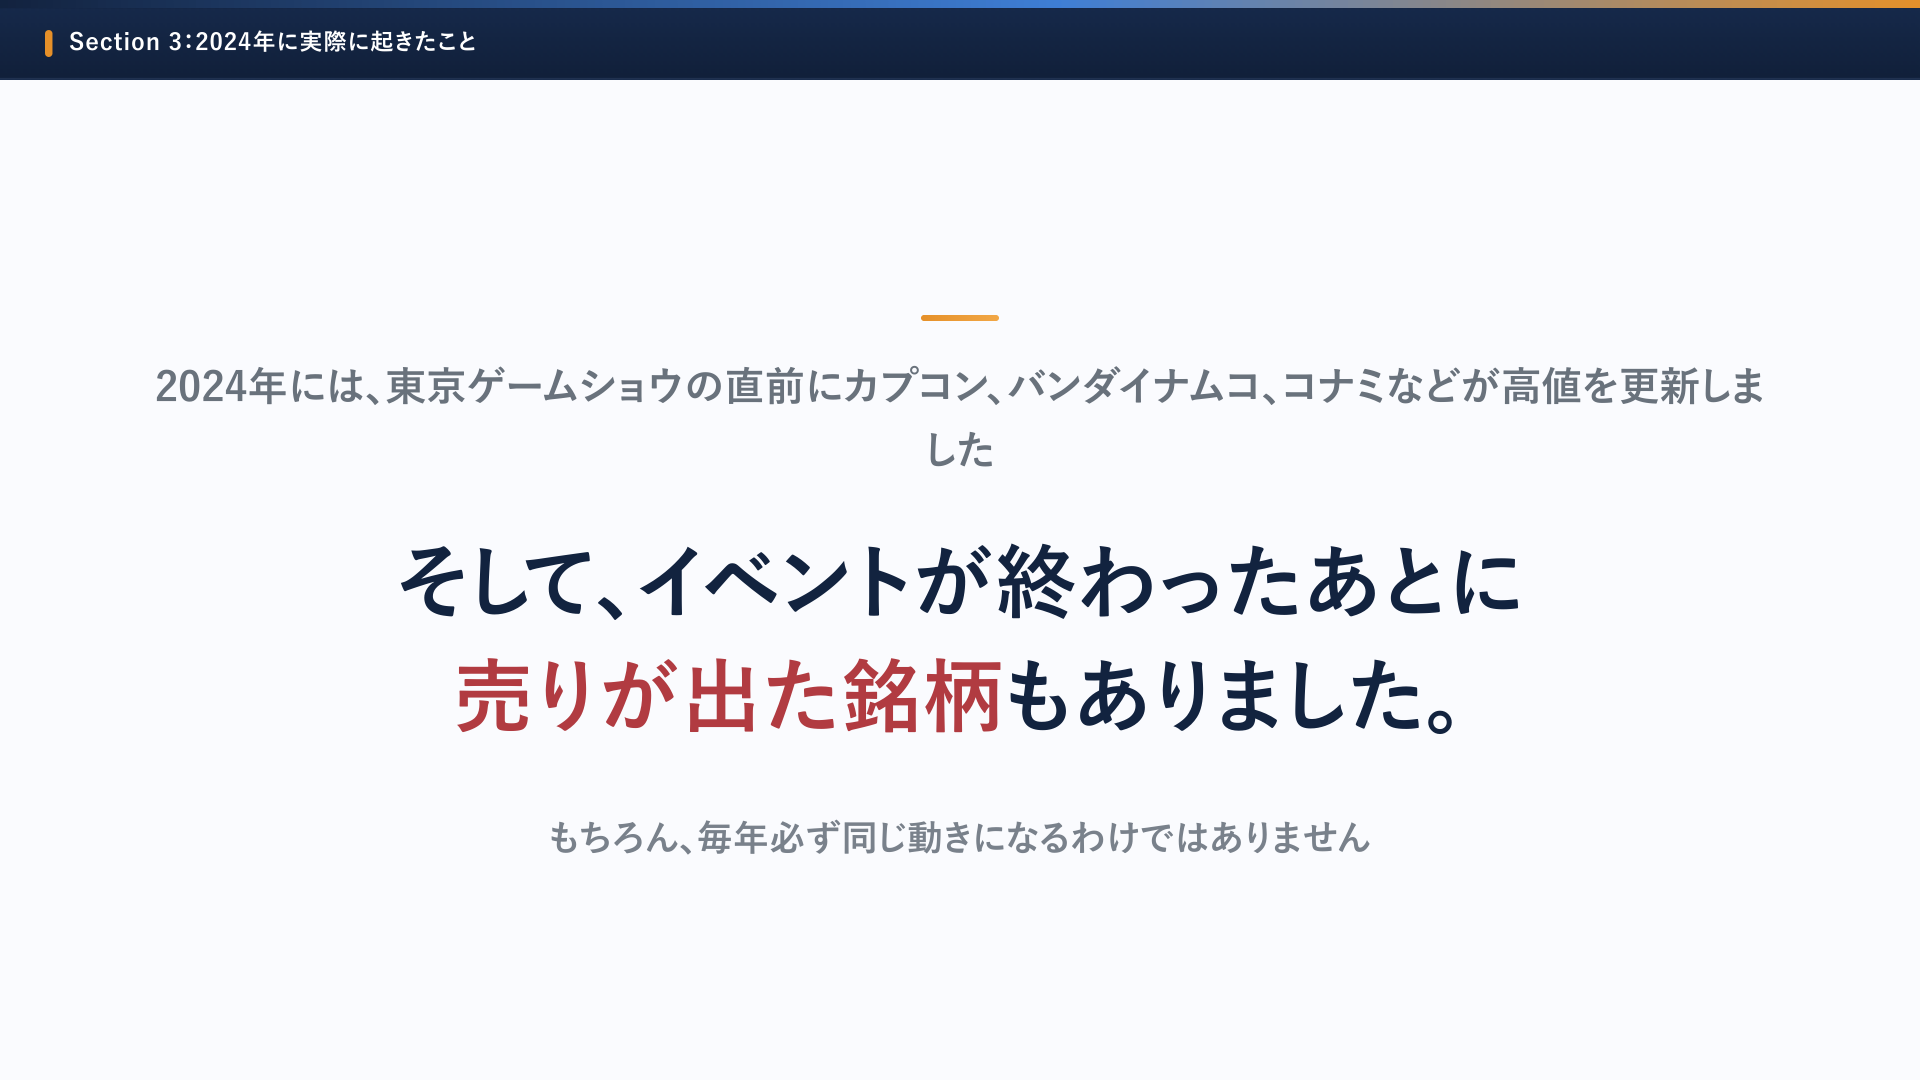 Section 3：2024年に実際に起きたこと
2024年には、東京ゲームショウの直前にカプコン、バンダイナムコ、コナミなどが高値を更新しま
した
そして、イベントが終わったあとに
売りが出た銘柄もありました。
もちろん、毎年必ず同じ動きになるわけではありません